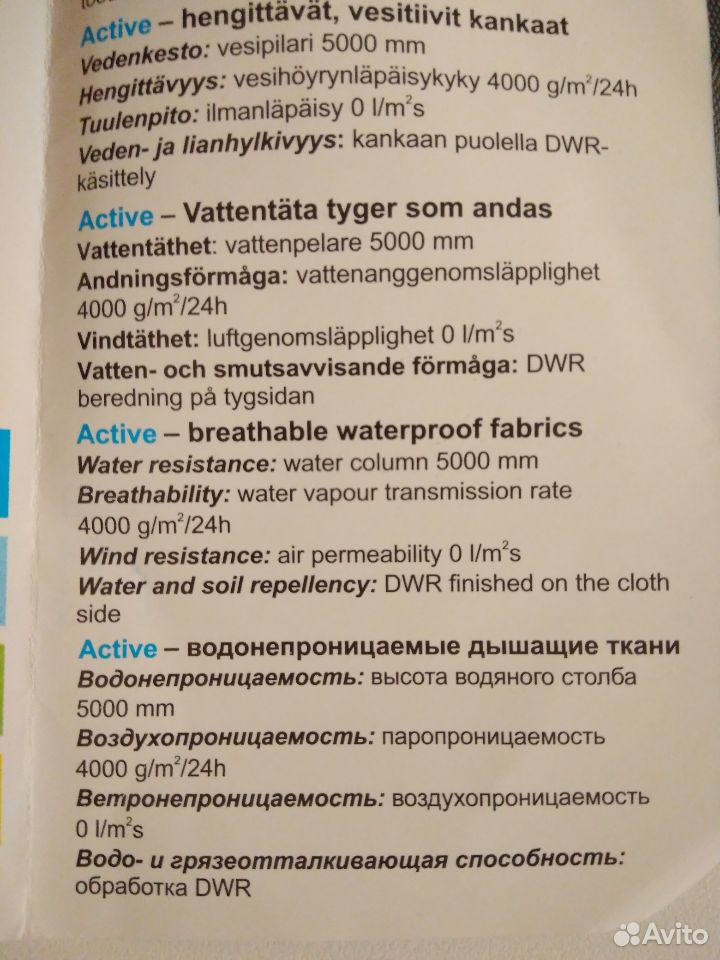 Active – hengittävät, vesitiivit kankaat
Vedenkesto: vesipilari 5000 mm
Hengittävyys: vesihöyrynläpäisykyky 4000 g/m²/24h
Tuulenpito: ilmanläpäisy 0 l/m²s
Veden- ja lianhylkivyys: kankaan puolella DWR-
käsittely
Active – Vattentäta tyger som andas
Vattentäthet: vattenpelare 5000 mm
Andningsförmåga: vattenanggenomsläpplighet
4000 g/m²/24h
Vindtäthet: luftgenomsläpplighet 0 l/m²s
Vatten- och smutsavvisande förmåga: DWR
beredning på tygsidan
Active – breathable waterproof fabrics
Water resistance: water column 5000 mm
Breathability: water vapour transmission rate
4000 g/m²/24h
Wind resistance: air permeability 0 l/m²s
Water and soil repellency: DWR finished on the cloth
side
Active – водонепроницаемые дышащие ткани
Водонепроницаемость: высота водяного столба
5000 mm
Воздухопроницаемость: паропроницаемость
4000 g/m²/24h
Ветронепроницаемость: воздухопроницаемость
0 l/m²s
Водо- и грязеотталкивающая способность:
обработка DWR
Avito